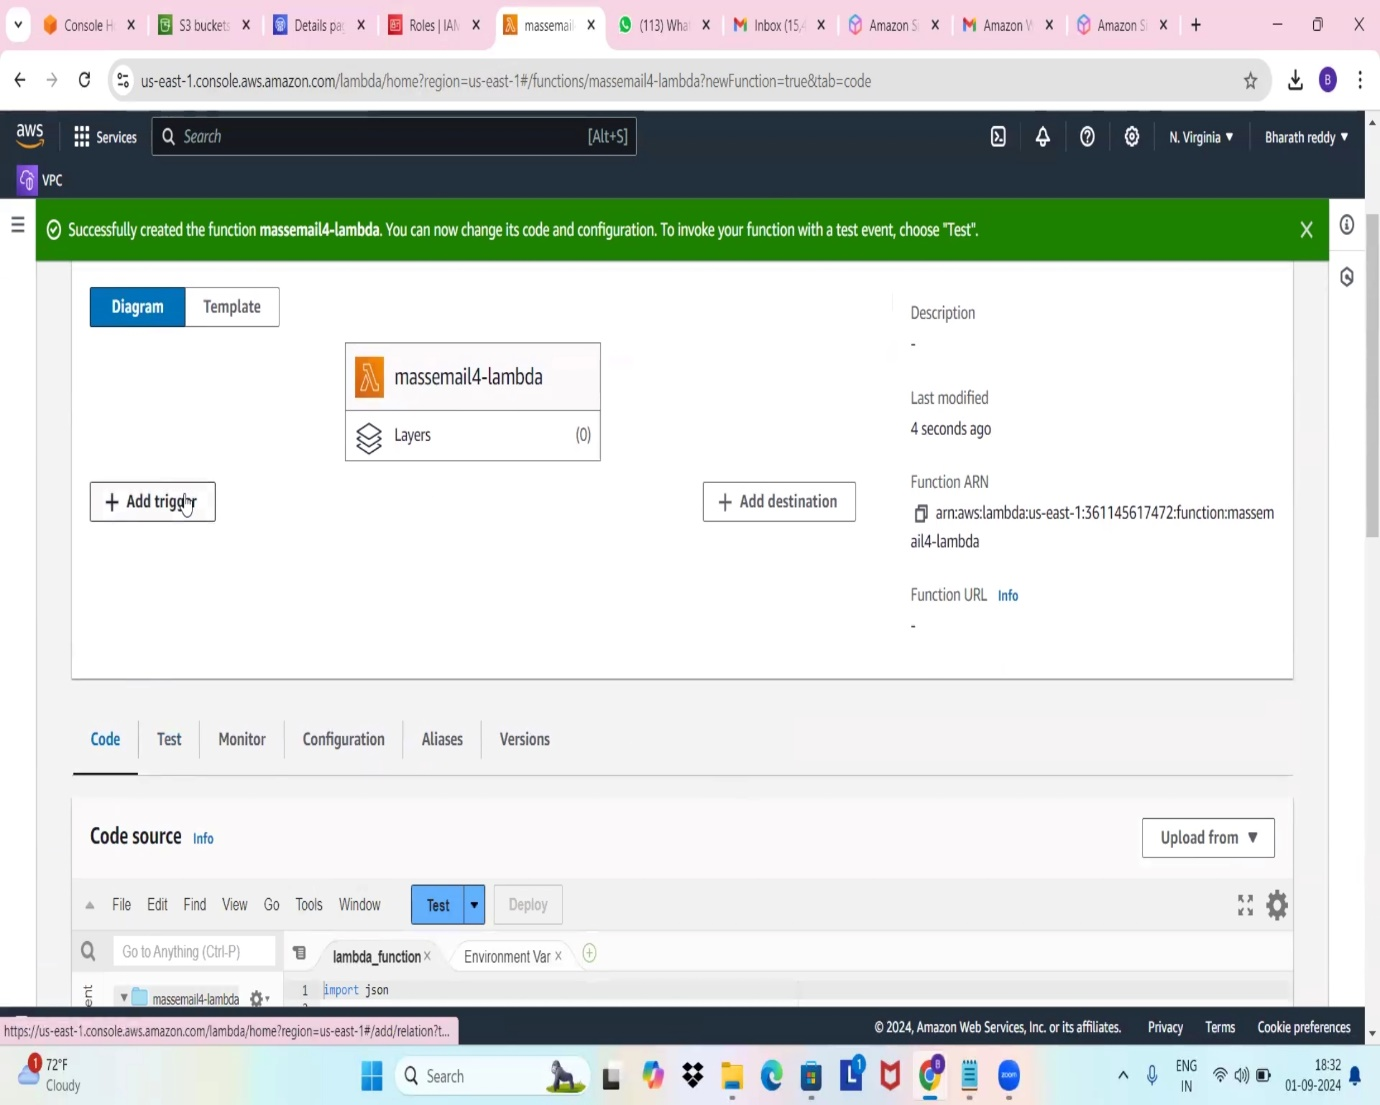 Console H
S3 buckets
Details pa
Roles | IAM
massemail
(113) Wha
Inbox (15,4
Amazon S
Amazon W
Amazon S
us-east-1.console.aws.amazon.com/lambda/home?region=us-east-1#/functions/massemail4-lambda?newFunction=true&tab=code
B
aws
Services
Search
[Alt+S]
N. Virginia ▼
Bharath reddy ▼
VPC
Successfully created the function massemail4-lambda. You can now change its code and configuration. To invoke your function with a test event, choose "Test".
Diagram
Template
Description
-
massemail4-lambda
Layers
(0)
Last modified
4 seconds ago
+ Add trigger
+ Add destination
Function ARN
arn:aws:lambda:us-east-1:361145617472:function:massem
ail4-lambda
Function URL Info
-
Code
Test
Monitor
Configuration
Aliases
Versions
Code source Info
Upload from ▼
File
Edit
Find
View
Go
Tools
Window
Test
Deploy
Go to Anything (Ctrl-P)
lambda_function
Environment Var
massemail4-lambda
1 import json
https://us-east-1.console.aws.amazon.com/lambda/home?region=us-east-1#/add/relation?t...
© 2024, Amazon Web Services, Inc. or its affiliates.
Privacy
Terms
Cookie preferences
1
72°F
Cloudy
Search
1
B
zoom
ENG
IN
18:32
01-09-2024